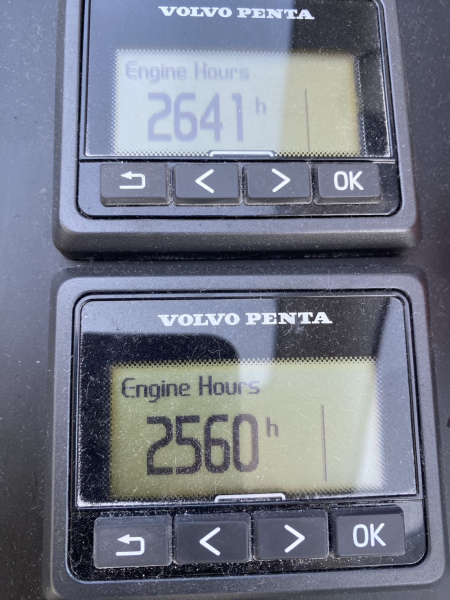 VOLVO PENTA
Engine Hours
2641 h
< > OK
VOLVO PENTA
Engine Hours
2560 h
< > OK